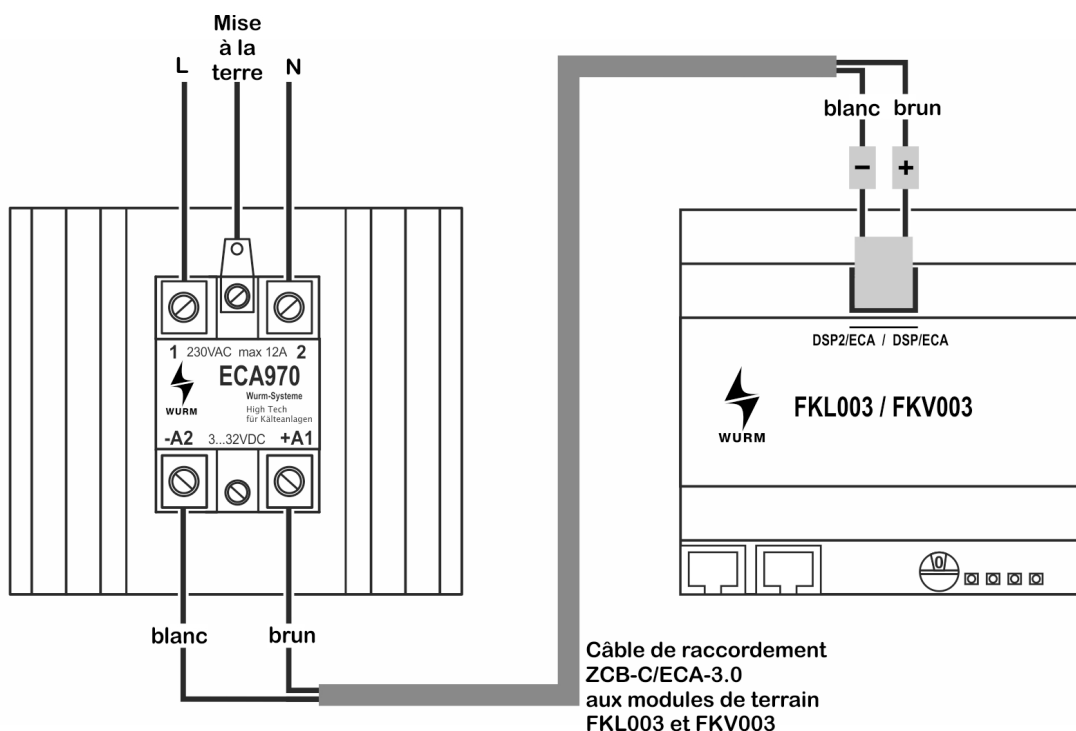 Mise
à la
terre
L
N
1 230VAC max 12A 2
ECA970
Wurm-Systeme
High Tech
für Kälteanlagen
WURM
-A2 3...32VDC +A1
blanc
brun
blanc brun
− +
DSP2/ECA / DSP/ECA
FKL003 / FKV003
WURM
0
Câble de raccordement
ZCB-C/ECA-3.0
aux modules de terrain
FKL003 et FKV003